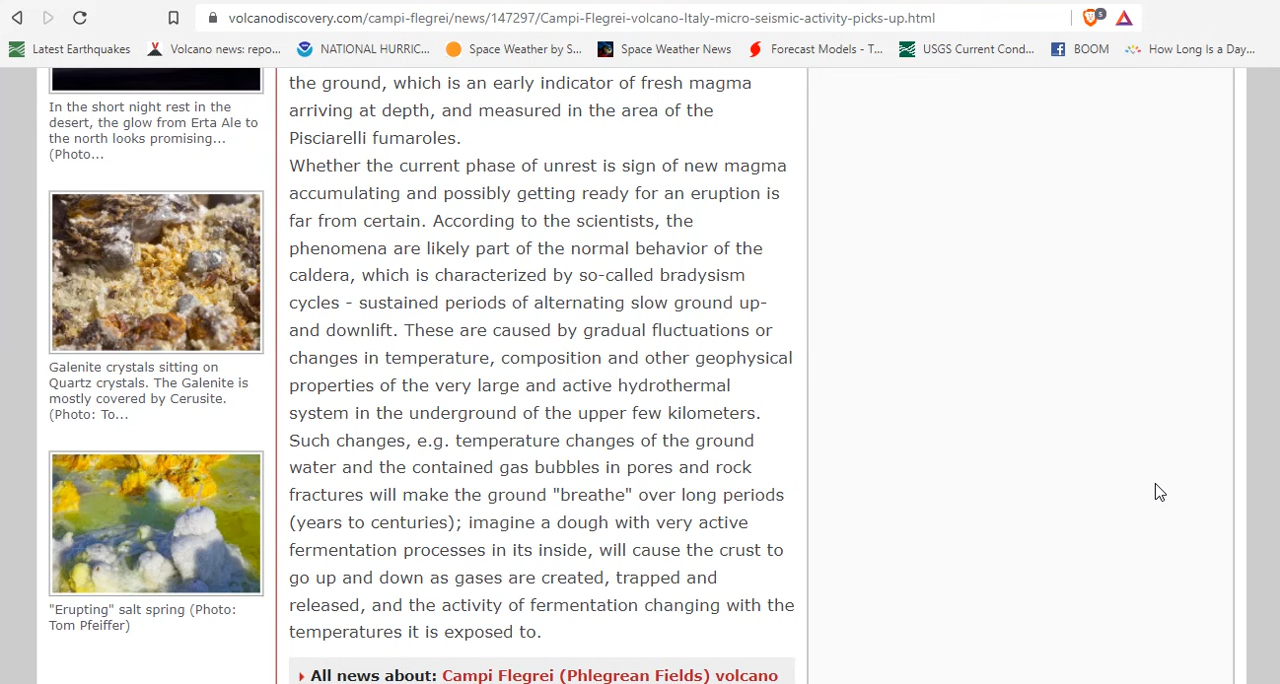 volcanodiscovery.com/campi-flegrei/news/147297/Campi-Flegrei-volcano-Italy-micro-seismic-activity-picks-up.html
5
Latest Earthquakes
Volcano news: repo...
NATIONAL HURRIC...
Space Weather by S...
Space Weather News
Forecast Models - T...
USGS Current Cond...
BOOM
How Long Is a Day...
In the short night rest in the
desert, the glow from Erta Ale to
the north looks promising...
(Photo...
Galenite crystals sitting on
Quartz crystals. The Galenite is
mostly covered by Cerusite.
(Photo: To...
"Erupting" salt spring (Photo:
Tom Pfeiffer)
the ground, which is an early indicator of fresh magma
arriving at depth, and measured in the area of the
Pisciarelli fumaroles.
Whether the current phase of unrest is sign of new magma
accumulating and possibly getting ready for an eruption is
far from certain. According to the scientists, the
phenomena are likely part of the normal behavior of the
caldera, which is characterized by so-called bradysism
cycles - sustained periods of alternating slow ground up-
and downlift. These are caused by gradual fluctuations or
changes in temperature, composition and other geophysical
properties of the very large and active hydrothermal
system in the underground of the upper few kilometers.
Such changes, e.g. temperature changes of the ground
water and the contained gas bubbles in pores and rock
fractures will make the ground "breathe" over long periods
(years to centuries); imagine a dough with very active
fermentation processes in its inside, will cause the crust to
go up and down as gases are created, trapped and
released, and the activity of fermentation changing with the
temperatures it is exposed to.
All news about: Campi Flegrei (Phlegrean Fields) volcano